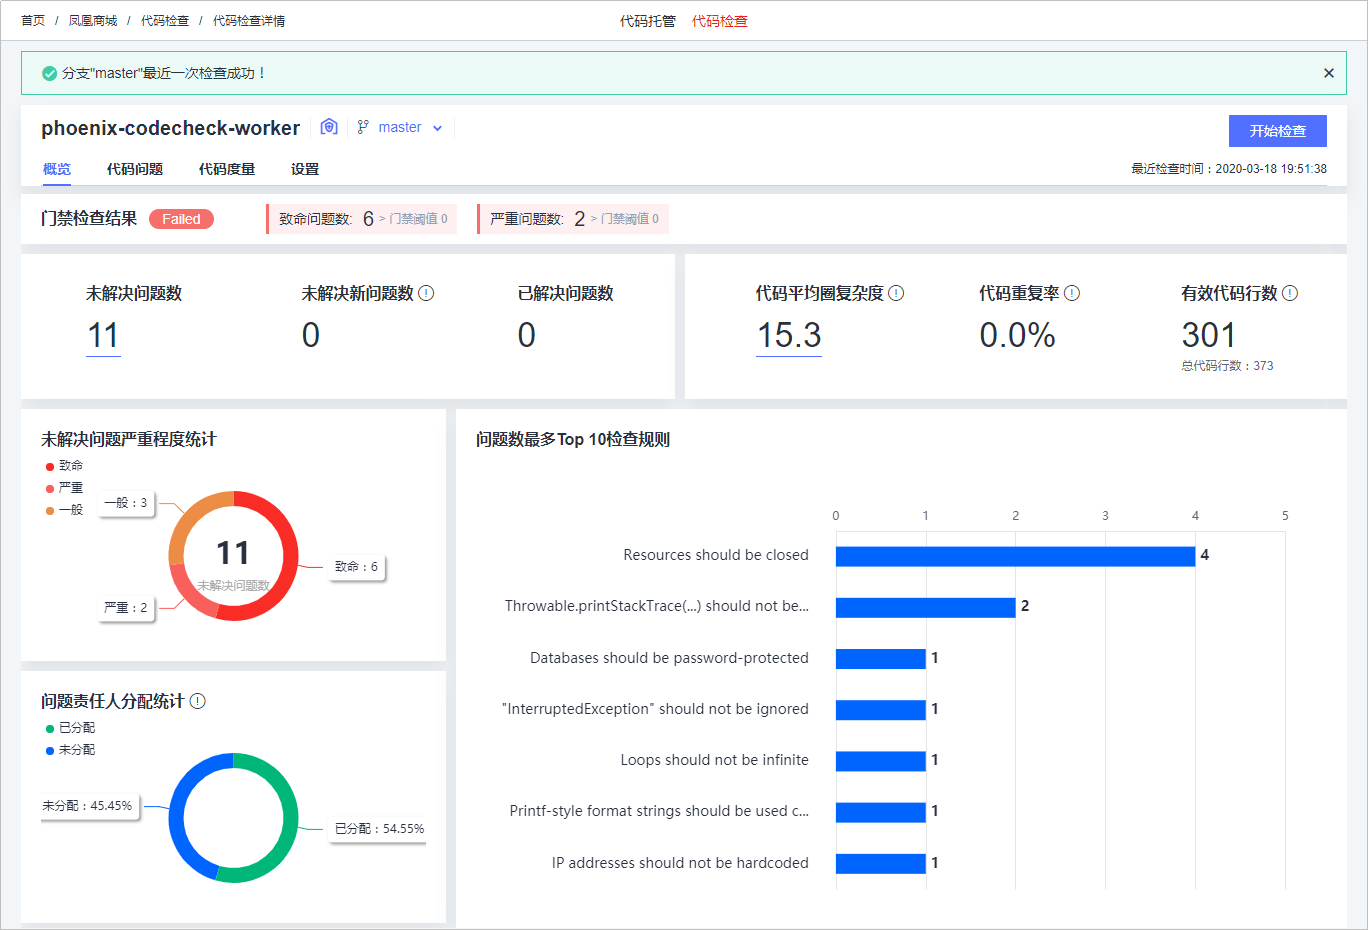 首页 / 凤凰商城 / 代码检查 / 代码检查详情
代码托管 代码检查
分支"master"最近一次检查成功！
phoenix-codecheck-worker master
开始检查
概览 代码问题 代码度量 设置
最近检查时间：2020-03-18 19:51:38
门禁检查结果 Failed 致命问题数: 6 > 门禁阈值 0 严重问题数: 2 > 门禁阈值 0
未解决问题数 未解决新问题数 已解决问题数
11 0 0
代码平均圈复杂度 代码重复率 有效代码行数
15.3 0.0% 301
总代码行数：373
未解决问题严重程度统计
致命
严重
一般
一般：3
11
未解决问题数
致命：6
严重：2
问题责任人分配统计
已分配
未分配
未分配：45.45%
已分配：54.55%
问题数最多Top 10检查规则
0 1 2 3 4 5
Resources should be closed 4
Throwable.printStackTrace(...) should not be... 2
Databases should be password-protected 1
"InterruptedException" should not be ignored 1
Loops should not be infinite 1
Printf-style format strings should be used c... 1
IP addresses should not be hardcoded 1